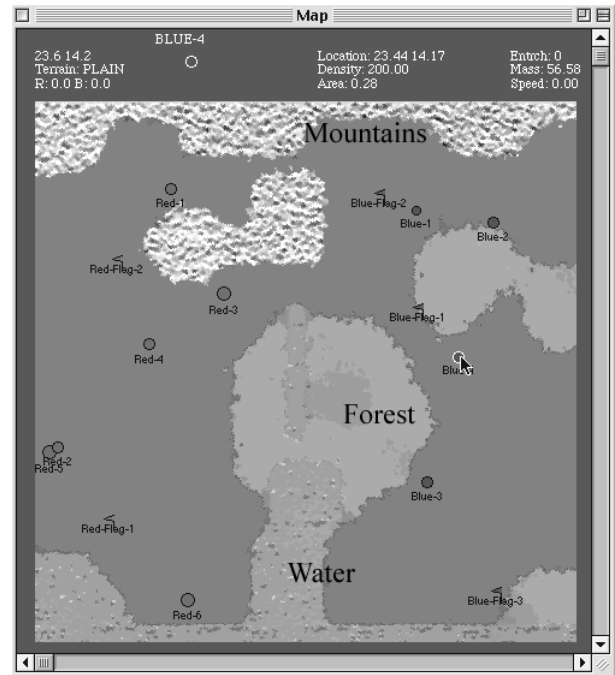 Map
BLUE-4
23.6 14.2
Terrain: PLAIN
R: 0.0 B: 0.0
Location: 23.44 14.17
Density: 200.00
Area: 0.28
Entrch: 0
Mass: 56.58
Speed: 0.00
Mountains
Red-1
Blue-Flag-2
Blue-1
Blue-2
Red-Flag-2
Red-3
Blue-Flag-1
Red-4
Forest
Red-2
Red-5
Blue-3
Red-Flag-1
Water
Blue-Flag-3
Red-6